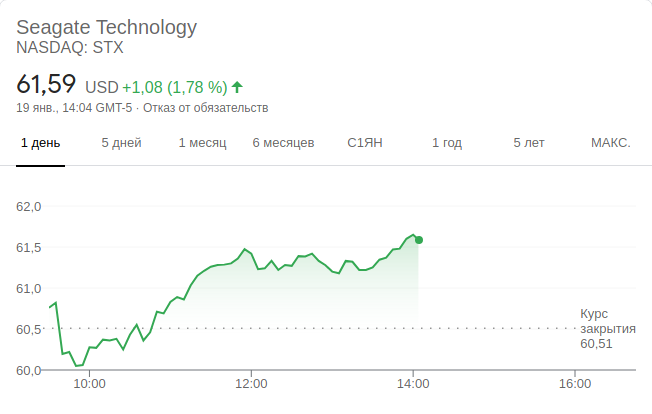 Seagate Technology
NASDAQ: STX
61,59 USD +1,08 (1,78 %)
19 янв., 14:04 GMT-5 · Отказ от обязательств
1 день 5 дней 1 месяц 6 месяцев С1ЯН 1 год 5 лет МАКС.
62,0
61,5
61,0
60,5
60,0
Курс
закрытия
60,51
10:00 12:00 14:00 16:00